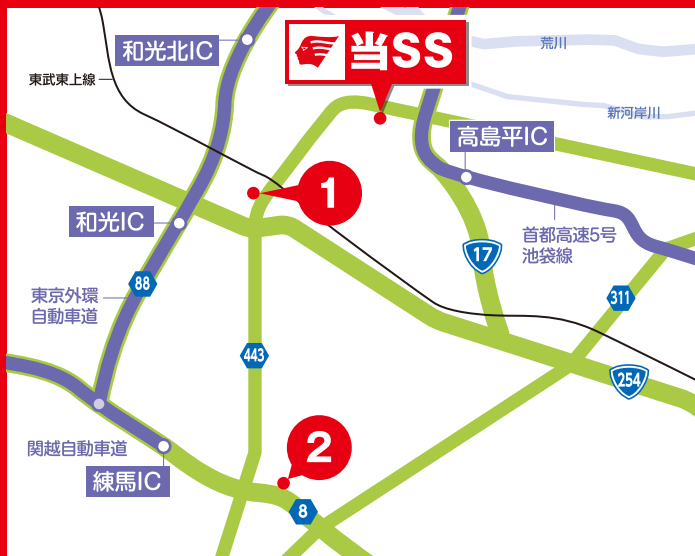 和光北IC
当SS
荒川
東武東上線
新河岸川
高島平IC
1
和光IC
首都高速5号
池袋線
17
88
東京外環
自動車道
311
443
254
2
関越自動車道
練馬IC
8